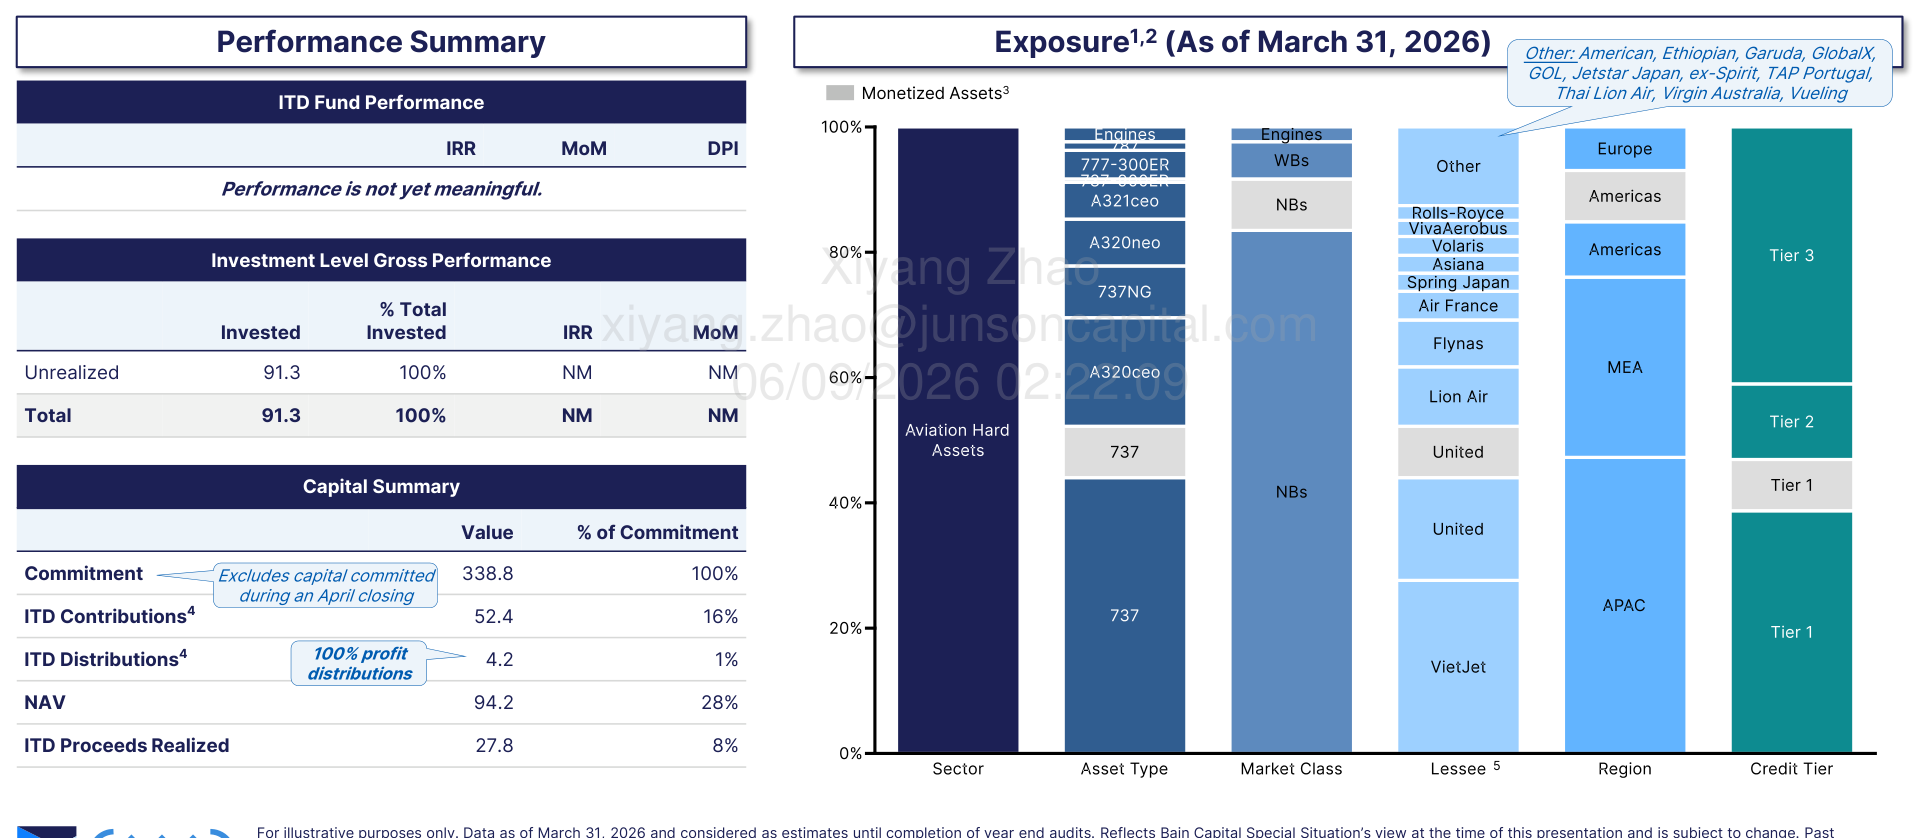 Performance Summary
ITD Fund Performance
IRR MoM DPI
Performance is not yet meaningful.
Investment Level Gross Performance
Invested % Total Invested IRR MoM
Unrealized 91.3 100% NM NM
Total 91.3 100% NM NM
Capital Summary
Value % of Commitment
Commitment 338.8 100%
Excludes capital committed
during an April closing
ITD Contributions4 52.4 16%
ITD Distributions4 4.2 1%
100% profit
distributions
NAV 94.2 28%
ITD Proceeds Realized 27.8 8%
Exposure1,2 (As of March 31, 2026)
Other: American, Ethiopian, Garuda, GlobalX,
GOL, Jetstar Japan, ex-Spirit, TAP Portugal,
Thai Lion Air, Virgin Australia, Vueling
Monetized Assets3
100%
80%
60%
40%
20%
0%
Aviation Hard
Assets
Sector
Engines
787
777-300ER
A321ceo
A320neo
737NG
A320ceo
737
737
Asset Type
Engines
WBs
NBs
NBs
Market Class
Other
Rolls-Royce
VivaAerobus
Volaris
Asiana
Spring Japan
Air France
Flynas
Lion Air
United
United
VietJet
Lessee 5
Europe
Americas
Americas
MEA
APAC
Region
Tier 3
Tier 2
Tier 1
Tier 1
Credit Tier
Xiyang Zhao
xiyang.zhao@junsoncapital.com
06/09/2026 02:22:09
For illustrative purposes only. Data as of March 31, 2026 and considered as estimates until completion of year end audits. Reflects Bain Capital Special Situation's view at the time of this presentation and is subject to change. Past